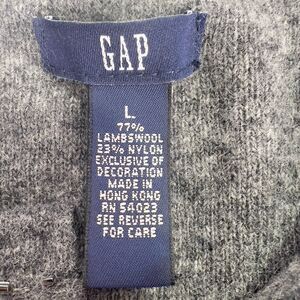 GAP
L.
77%
LAMBSWOOL
23% NYLON
EXCLUSIVE OF
DECORATION
MADE IN
HONG KONG
RN 54023
SEE REVERSE
FOR CARE